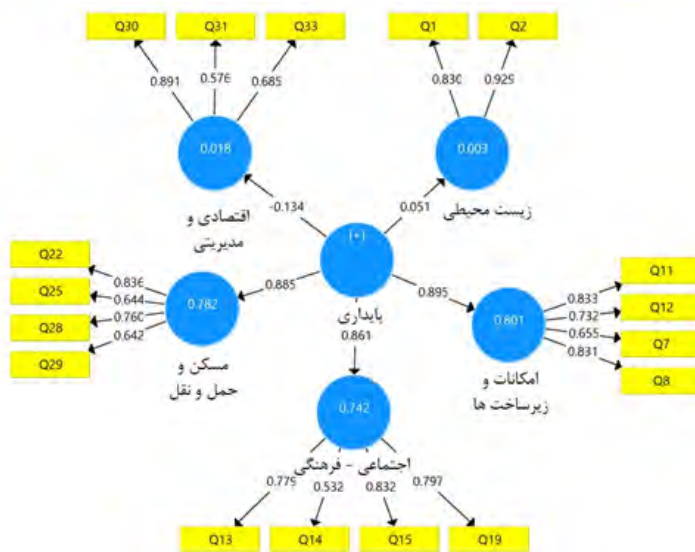 Q30 Q31 Q33 Q1 Q2
0.891 0.576 0.685 0.830 0.929
0.018 0.003
اقتصادی و
مدیریتی
زیست محیطی
-0.134 0.051
[+]
پایداری
Q22
Q25
Q28
Q29
0.836
0.644
0.760
0.642
0.782
0.885
مسکن و
حمل و نقل
0.895
0.801
0.833
0.732
0.655
0.831
Q11
Q12
Q7
Q8
امکانات و
زیرساخت ها
0.861
0.742
اجتماعی - فرهنگی
0.779 0.532 0.832 0.797
Q13 Q14 Q15 Q19